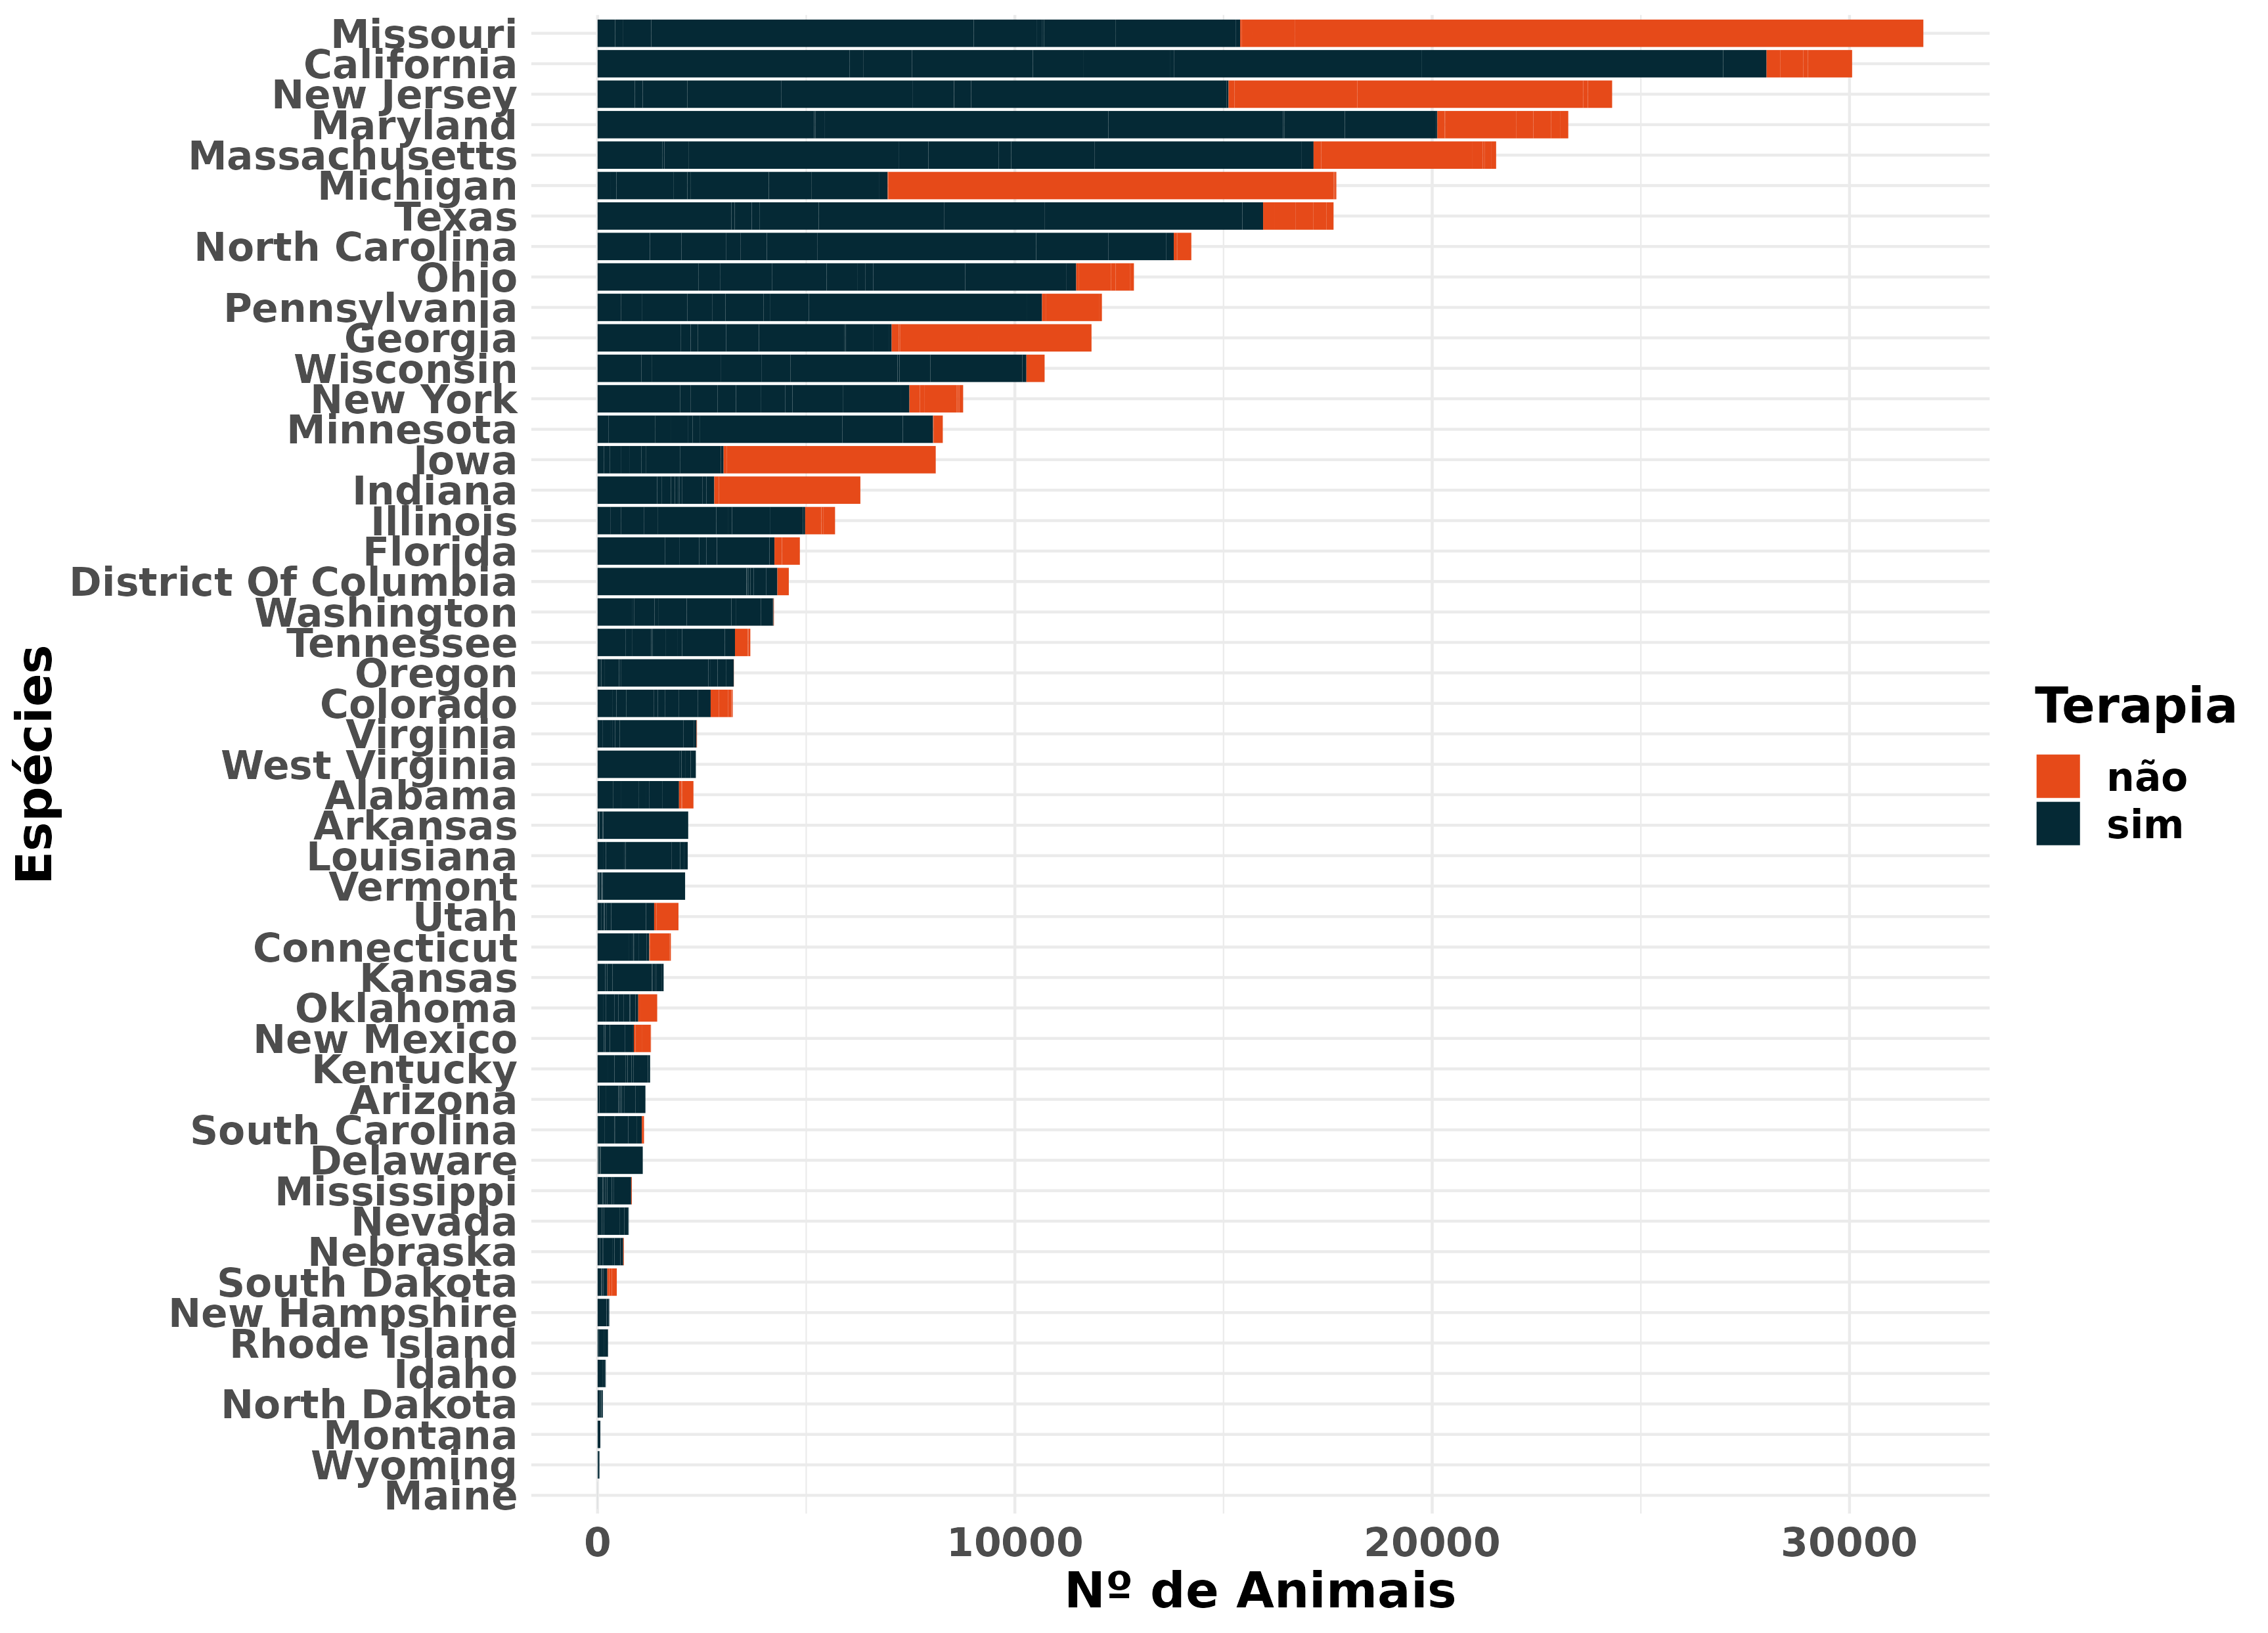 Missouri
California
New Jersey
Maryland
Massachusetts
Michigan
Texas
North Carolina
Ohio
Pennsylvania
Georgia
Wisconsin
New York
Minnesota
Iowa
Indiana
Illinois
Florida
District Of Columbia
Washington
Tennessee
Oregon
Colorado
Virginia
West Virginia
Alabama
Arkansas
Louisiana
Vermont
Utah
Connecticut
Kansas
Oklahoma
New Mexico
Kentucky
Arizona
South Carolina
Delaware
Mississippi
Nevada
Nebraska
South Dakota
New Hampshire
Rhode Island
Idaho
North Dakota
Montana
Wyoming
Maine
Espécies
0 10000 20000 30000
Nº de Animais
Terapia
não
sim